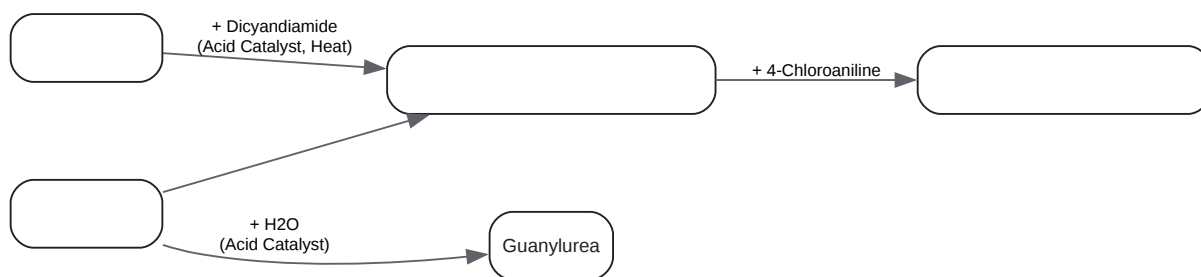 + Dicyandiamide
(Acid Catalyst, Heat)
+ 4-Chloroaniline
+ H2O
(Acid Catalyst)
Guanylurea